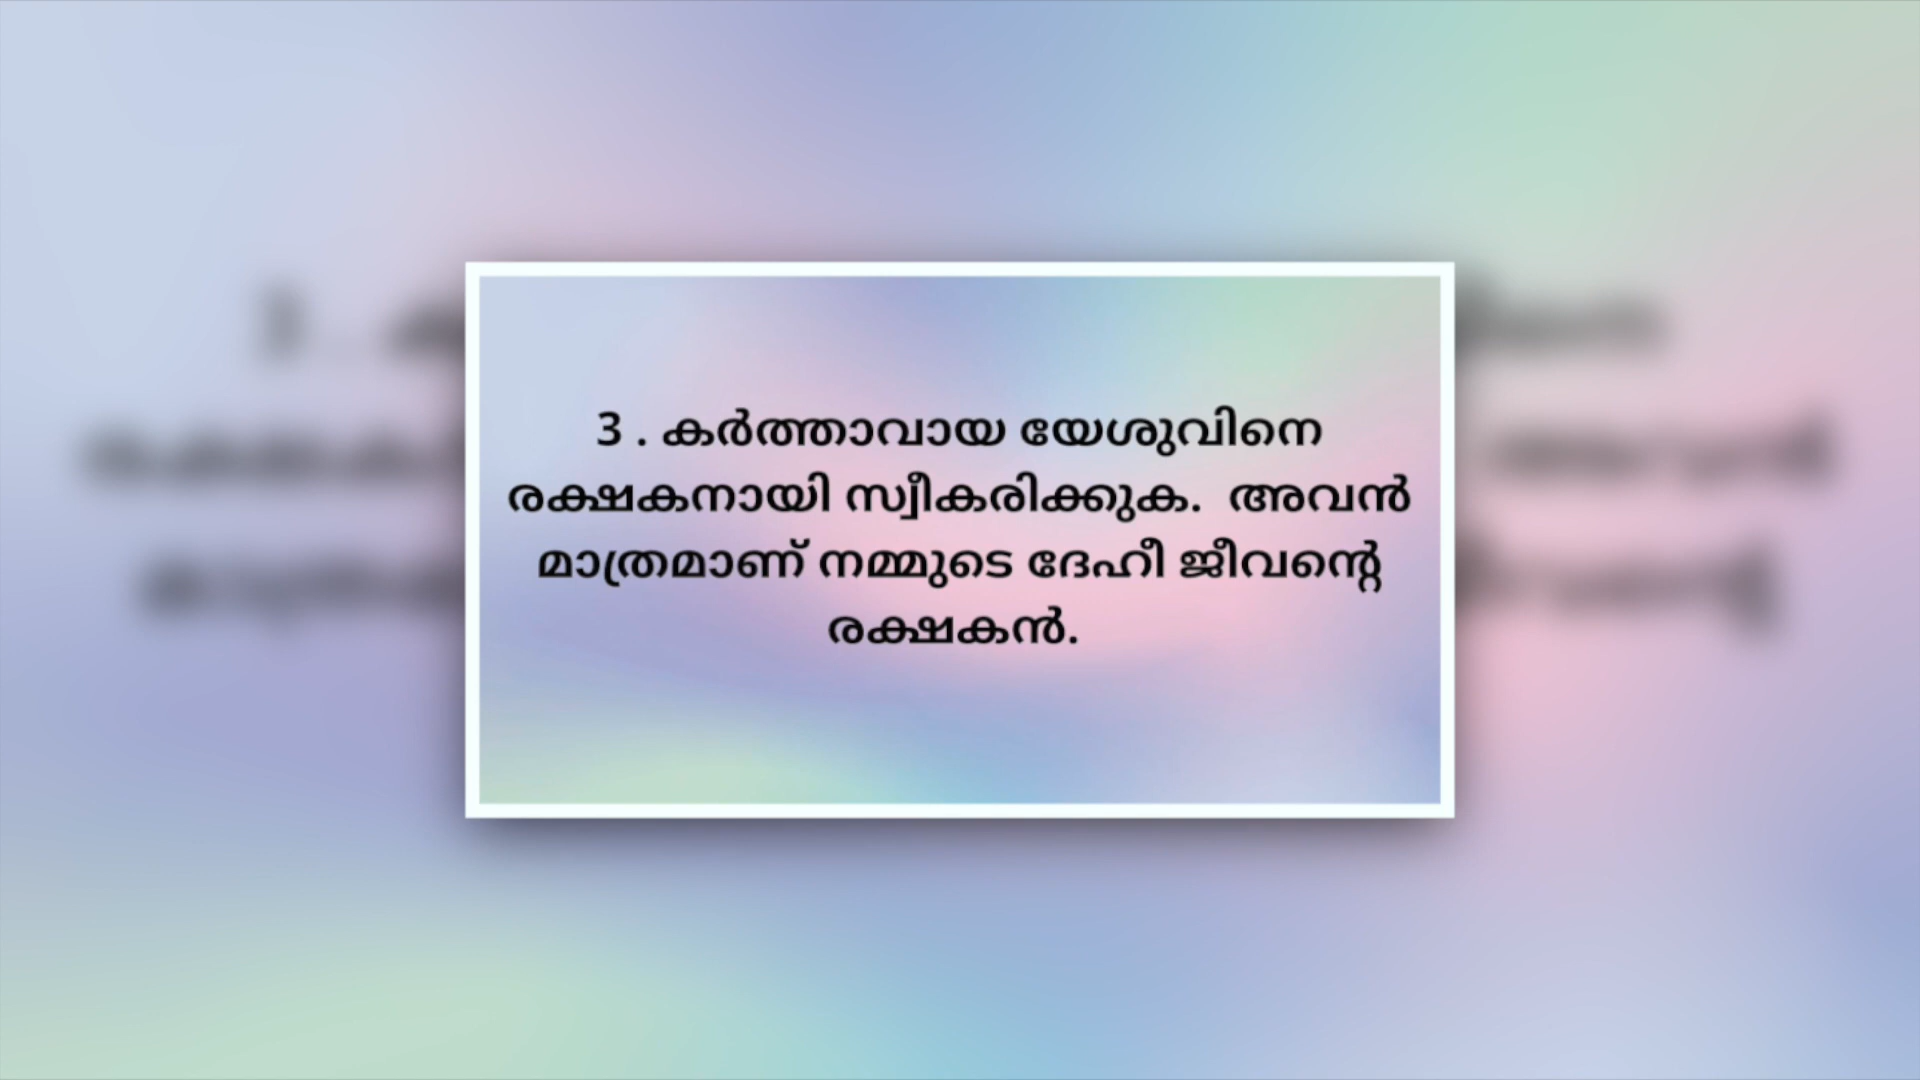 3 . കർത്താവായ യേശുവിനെ
രക്ഷകനായി സ്വീകരിക്കുക. അവൻ
മാത്രമാണ് നമ്മുടെ ദേഹീ ജീവന്റെ
രക്ഷകൻ.